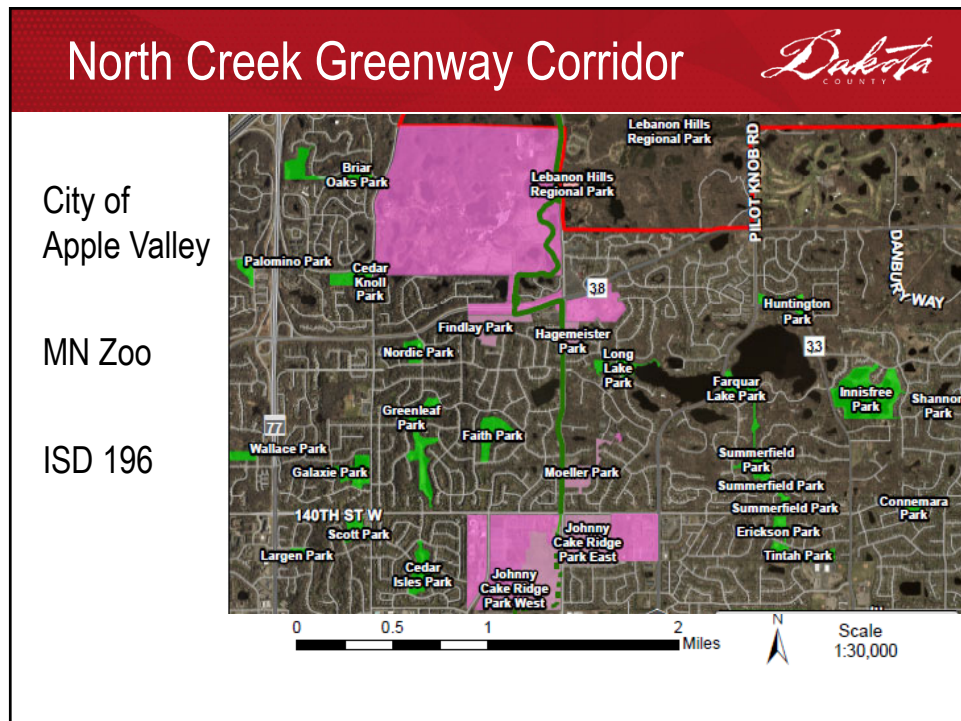 North Creek Greenway Corridor
Dakota
COUNTY
City of
Apple Valley
MN Zoo
ISD 196
Lebanon Hills
Regional Park
PILOT KNOB RD
Briar
Oaks Park
Lebanon Hills
Regional Park
DANBURY WAY
Palomino Park
Cedar
Knoll
Park
38
Huntington
Park
Findlay Park
Hagemeister
Park
33
Nordic Park
Long
Lake
Park
Farquar
Lake Park
Innisfree
Park
Shannon
Park
Greenleaf
Park
77
Faith Park
Wallace Park
Galaxie Park
Moeller Park
Summerfield
Park
Summerfield Park
Summerfield Park
Connemara
Park
140TH ST W
Scott Park
Johnny
Cake Ridge
Park East
Erickson Park
Largen Park
Cedar
Isles Park
Tintah Park
Johnny
Cake Ridge
Park West
0 0.5 1 2
Miles
N
Scale
1:30,000